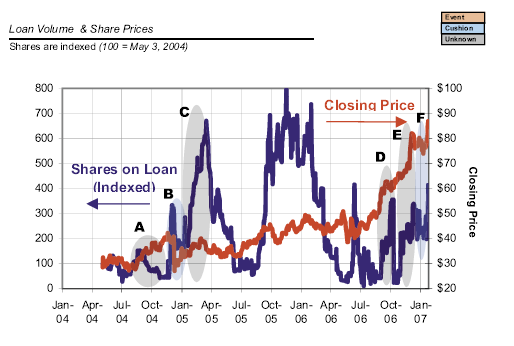 Loan Volume & Share Prices
Shares are indexed (100 = May 3, 2004)
Event
Cushion
Unknown
800
700
600
500
400
300
200
100
0
$100
$90
$80
$70
$60
$50
$40
$30
$20
Closing Price
Closing Price
Shares on Loan
(Indexed)
A
B
C
D
E
F
Jan- Apr- Jul- Oct- Jan- Apr- Jul- Oct- Jan- Apr- Jul- Oct- Jan-
04 04 04 04 05 05 05 05 06 06 06 06 07